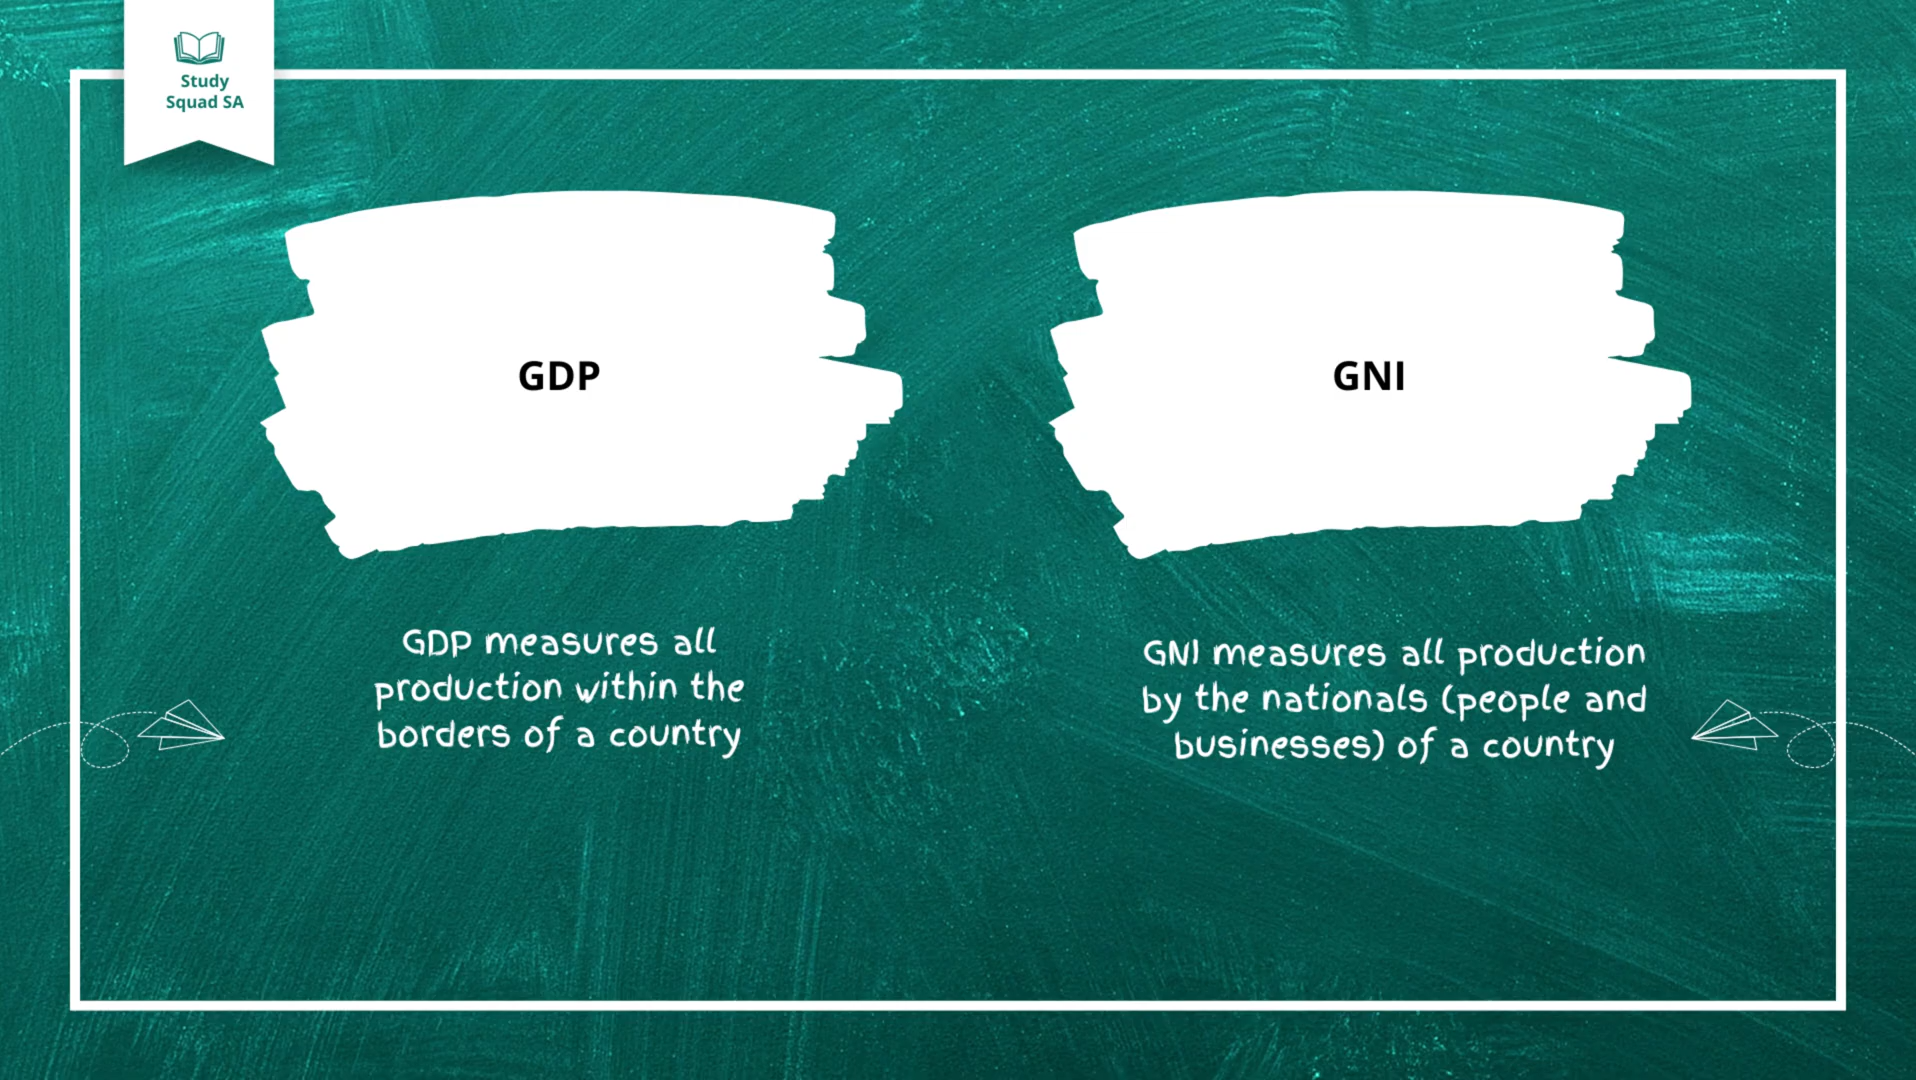 Study
Squad SA
GDP
GNI
GDP measures all
production within the
borders of a country
GNI measures all production
by the nationals (people and
businesses) of a country